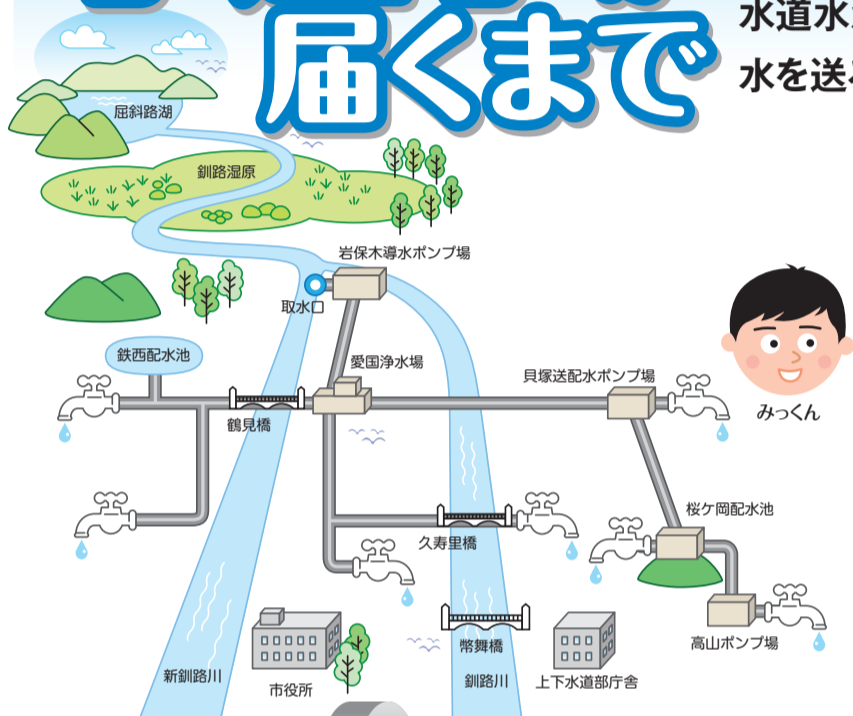 届くまで
水道水
水を送
屈斜路湖
釧路湿原
岩保木導水ポンプ場
取水口
鉄西配水池
愛国浄水場
貝塚送配水ポンプ場
鶴見橋
みっくん
桜ケ岡配水池
久寿里橋
幣舞橋
高山ポンプ場
新釧路川
市役所
釧路川
上下水道部庁舎